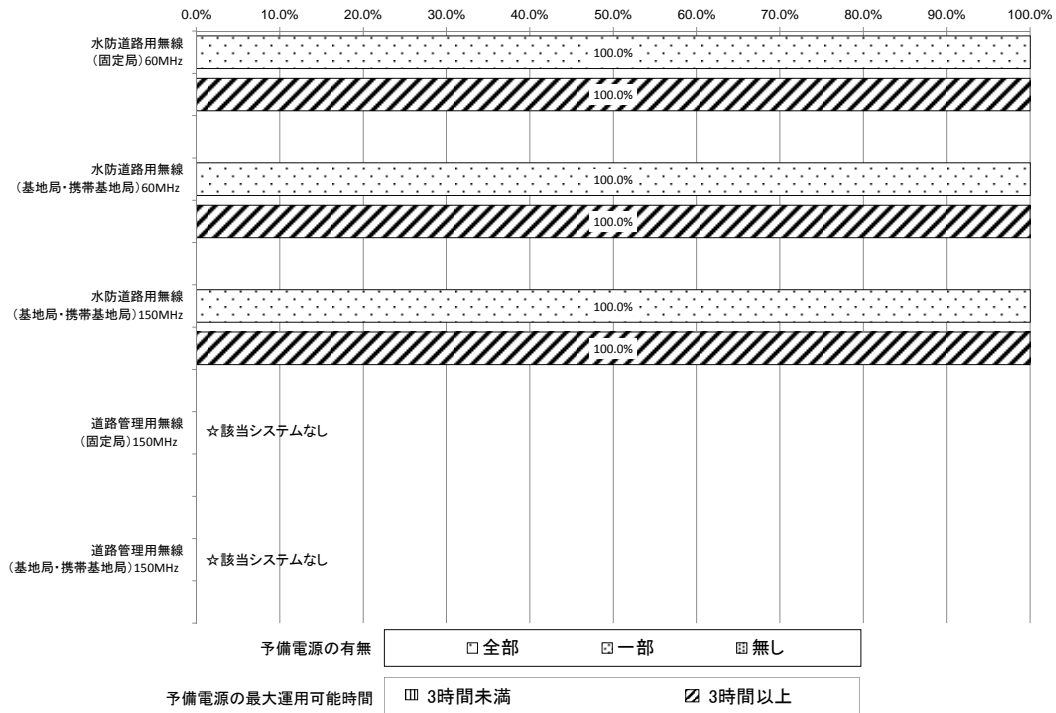 0.0% 10.0% 20.0% 30.0% 40.0% 50.0% 60.0% 70.0% 80.0% 90.0% 100.0%
水防道路用無線
(固定局)60MHz
100.0%
100.0%
水防道路用無線
(基地局・携帯基地局)60MHz
100.0%
100.0%
水防道路用無線
(基地局・携帯基地局)150MHz
100.0%
100.0%
道路管理用無線
(固定局)150MHz
☆該当システムなし
道路管理用無線
(基地局・携帯基地局)150MHz
☆該当システムなし
予備電源の有無 全部 一部 無し
予備電源の最大運用可能時間 3時間未満 3時間以上